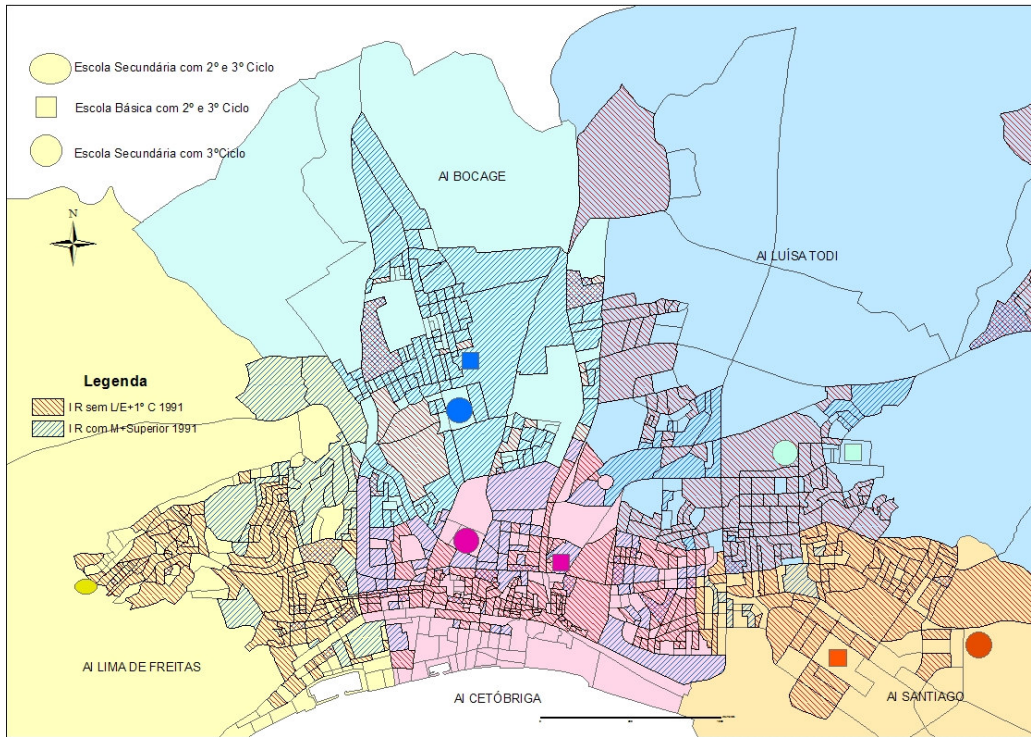 Escola Secundária com 2º e 3º Ciclo
Escola Básica com 2º e 3º Ciclo
Escola Secundária com 3ºCiclo
AI BOCAGE
N
AI LUÍSA TODI
Legenda
I R sem L/E+1º C 1991
I R com M+Superior 1991
AI LIMA DE FREITAS
AI CETÓBRIGA
AI SANTIAGO